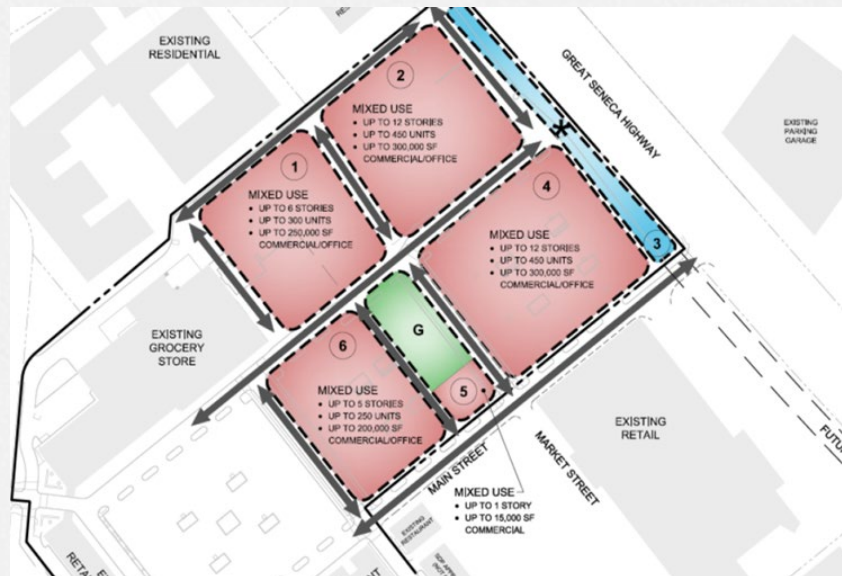 EXISTING
RESIDENTIAL
GREAT SENECA HIGHWAY
EXISTING
PARKING
GARAGE
2
MIXED USE
• UP TO 12 STORIES
• UP TO 450 UNITS
• UP TO 300,000 SF
COMMERCIAL/OFFICE
*
1
MIXED USE
• UP TO 6 STORIES
• UP TO 300 UNITS
• UP TO 250,000 SF
COMMERCIAL/OFFICE
4
MIXED USE
• UP TO 12 STORIES
• UP TO 450 UNITS
• UP TO 300,000 SF
COMMERCIAL/OFFICE
3
EXISTING
GROCERY
STORE
G
6
MIXED USE
• UP TO 5 STORIES
• UP TO 250 UNITS
• UP TO 200,000 SF
COMMERCIAL/OFFICE
5
EXISTING
RETAIL
MAIN STREET
MARKET STREET
MIXED USE
• UP TO 1 STORY
• UP TO 15,000 SF
COMMERCIAL
EXISTING
RESTAURANT